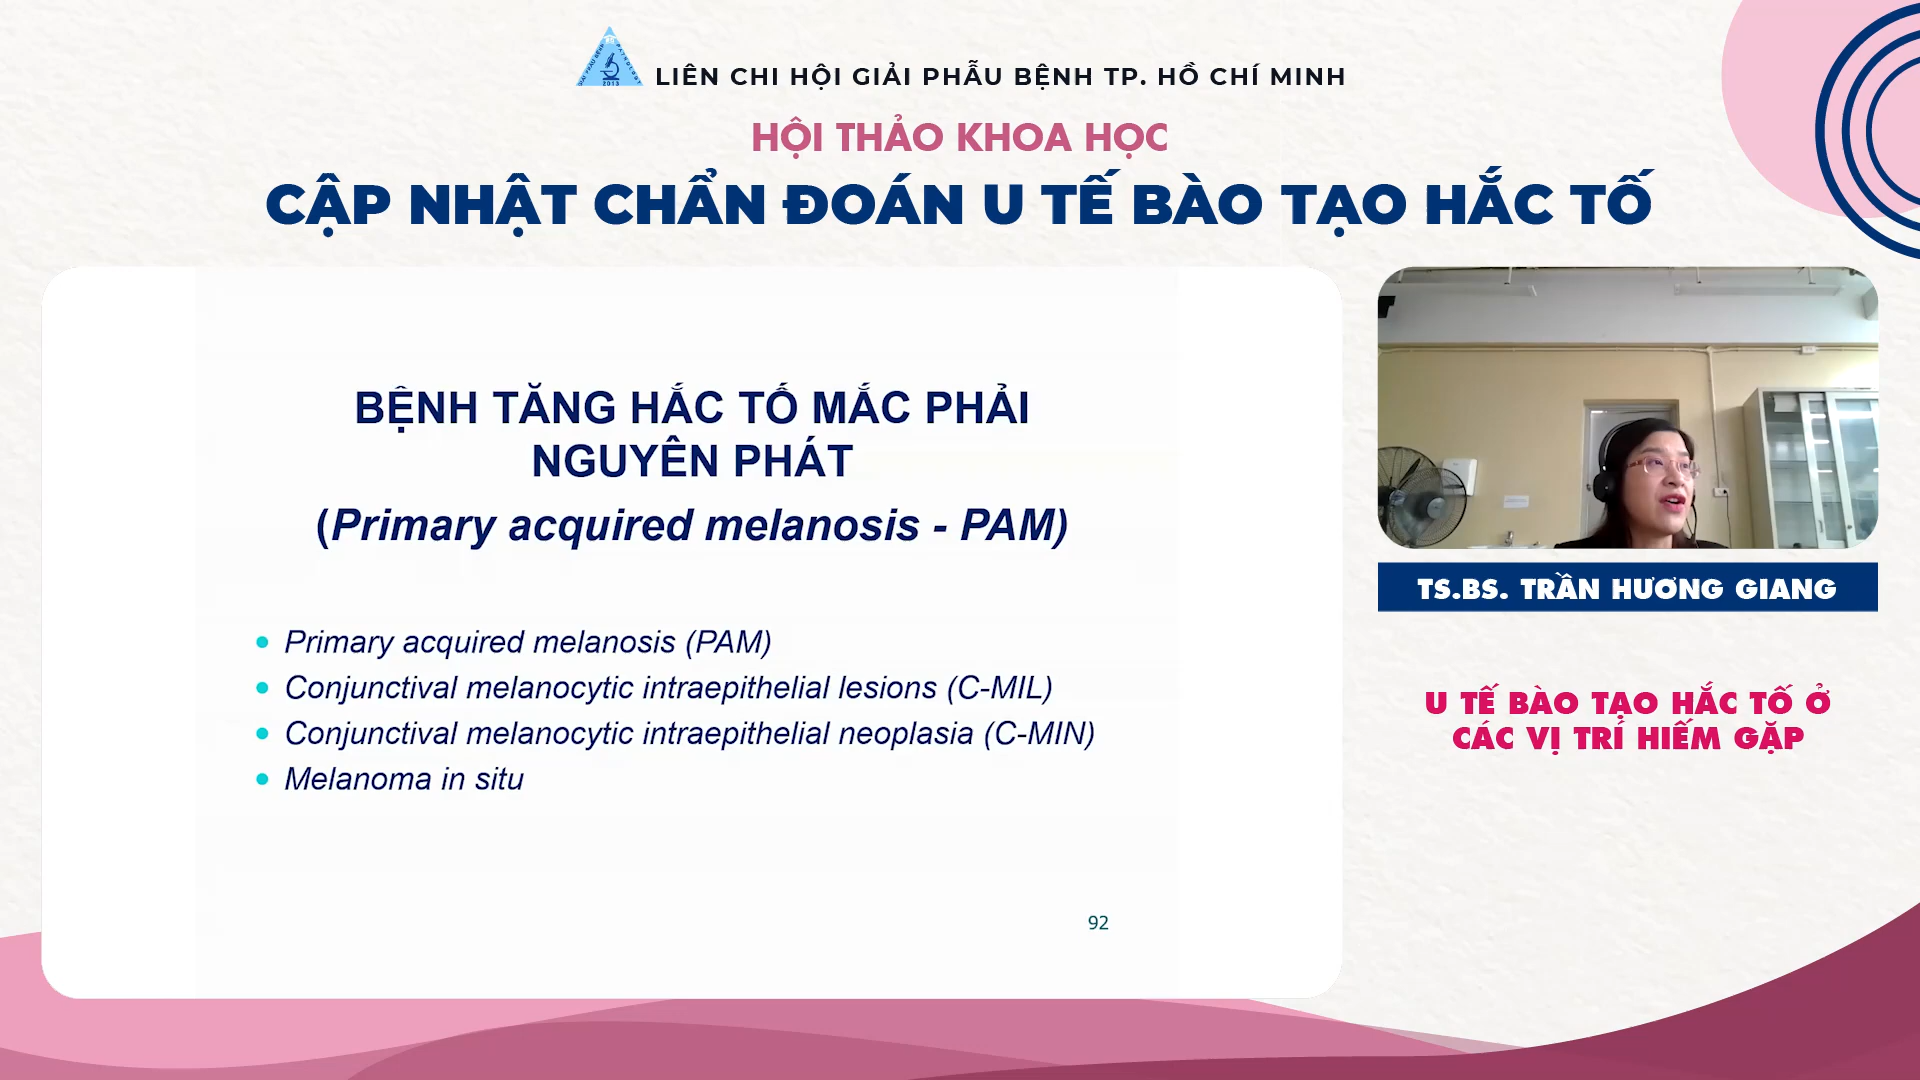 LIÊN CHI HỘI GIẢI PHẪU BỆNH TP. HỒ CHÍ MINH
HỘI THẢO KHOA HỌC
CẬP NHẬT CHẨN ĐOÁN U TẾ BÀO TẠO HẮC TỐ
BỆNH TĂNG HẮC TỐ MẮC PHẢI
NGUYÊN PHÁT
(Primary acquired melanosis - PAM)
• Primary acquired melanosis (PAM)
• Conjunctival melanocytic intraepithelial lesions (C-MIL)
• Conjunctival melanocytic intraepithelial neoplasia (C-MIN)
• Melanoma in situ
92
TS.BS. TRẦN HƯƠNG GIANG
U TẾ BÀO TẠO HẮC TỐ Ở
CÁC VỊ TRÍ HIẾM GẶP